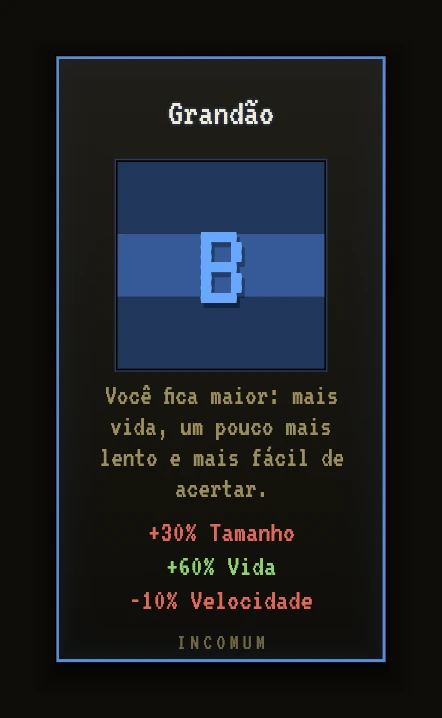 Grandão
B
Você fica maior: mais
vida, um pouco mais
lento e mais fácil de
acertar.
+30% Tamanho
+60% Vida
-10% Velocidade
INCOMUM